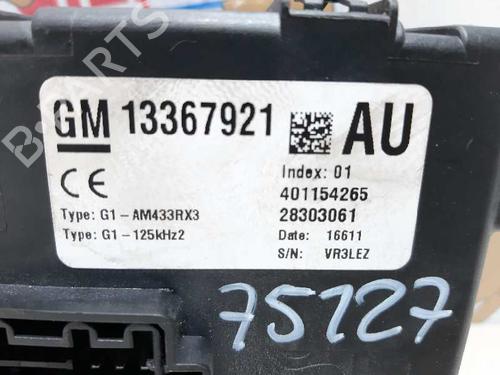 GM 13367921 AU
Index: 01
CE 401154265
Type: G1-AM433RX3 28303061
Type: G1-125kHz2 Date: 16611
S/N: VR3LEZ
75127